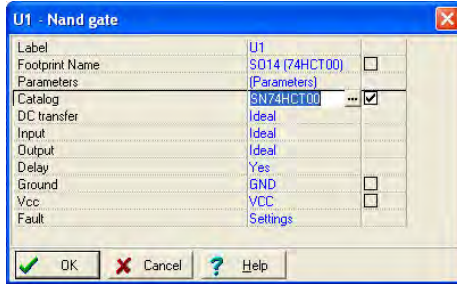 U1 - Nand gate
Label U1
Footprint Name SO14 (74HCT00)
Parameters (Parameters)
Catalog SN74HCT00 ...
DC transfer Ideal
Input Ideal
Output Ideal
Delay Yes
Ground GND
Vcc VCC
Fault Settings
OK Cancel ? Help